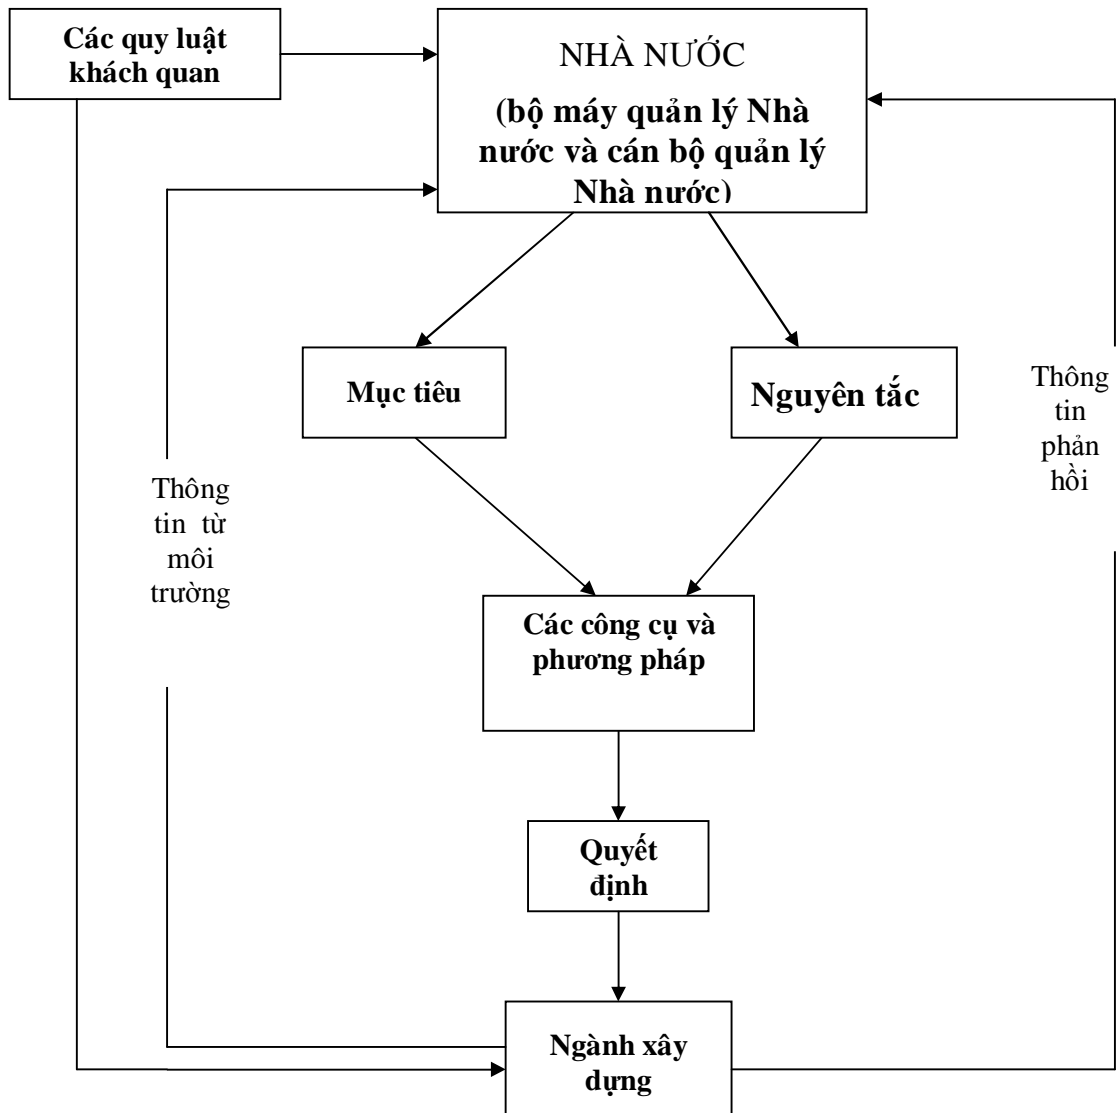 Các quy luật
khách quan
NHÀ NƯỚC
(bộ máy quản lý Nhà
nước và cán bộ quản lý
Nhà nước)
Mục tiêu
Nguyên tắc
Thông
tin
phản
hồi
Thông
tin từ
môi
trường
Các công cụ và
phương pháp
Quyết
định
Ngành xây
dựng